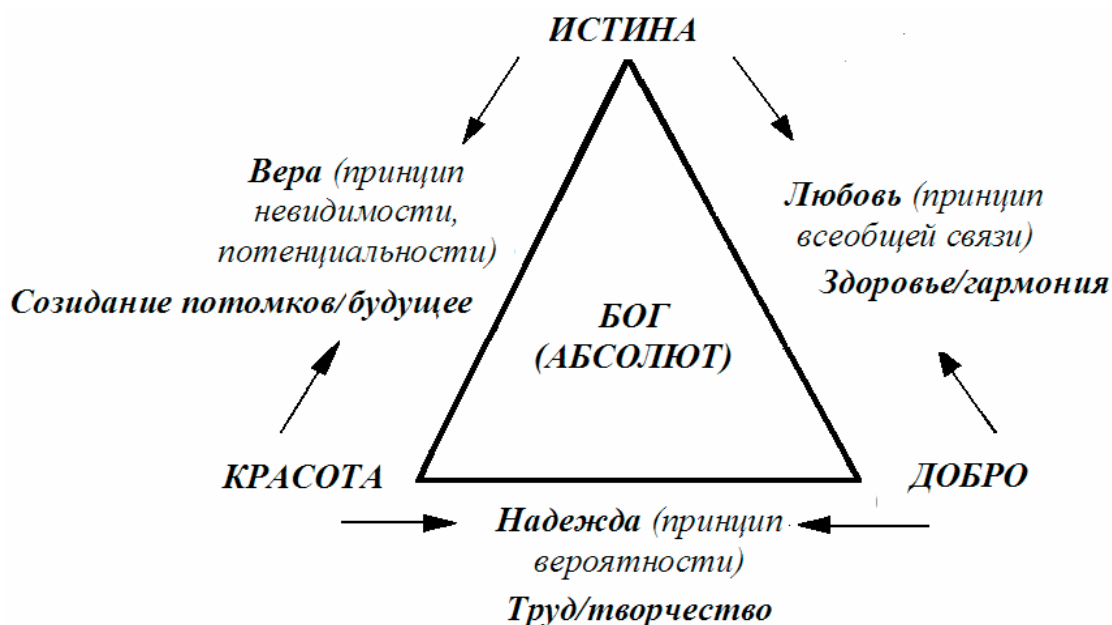 ИСТИНА
Вера (принцип
невидимости,
потенциальности)
Созидание потомков/будущее
Любовь (принцип
всеобщей связи)
Здоровье/гармония
БОГ
(АБСОЛЮТ)
КРАСОТА
ДОБРО
Надежда (принцип
вероятности)
Труд/творчество